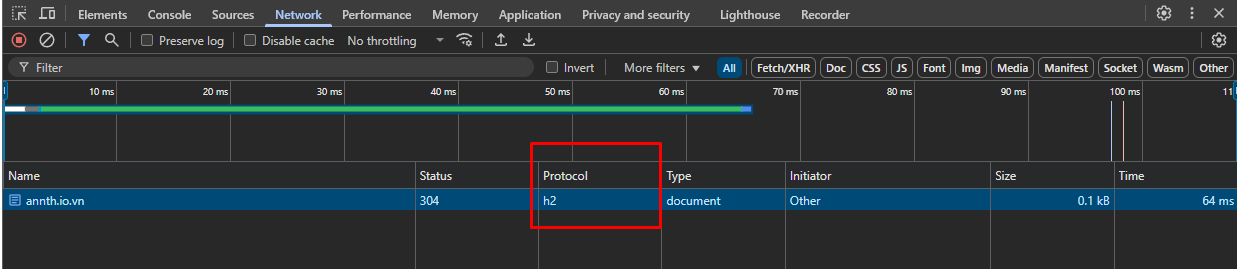 Elements Console Sources Network Performance Memory Application Privacy and security Lighthouse Recorder
Preserve log Disable cache No throttling
Filter Invert More filters All Fetch/XHR Doc CSS JS Font Img Media Manifest Socket Wasm Other
10 ms 20 ms 30 ms 40 ms 50 ms 60 ms 70 ms 80 ms 90 ms 100 ms 11
Name Status Protocol Type Initiator Size Time
annth.io.vn 304 h2 document Other 0.1 kB 64 ms